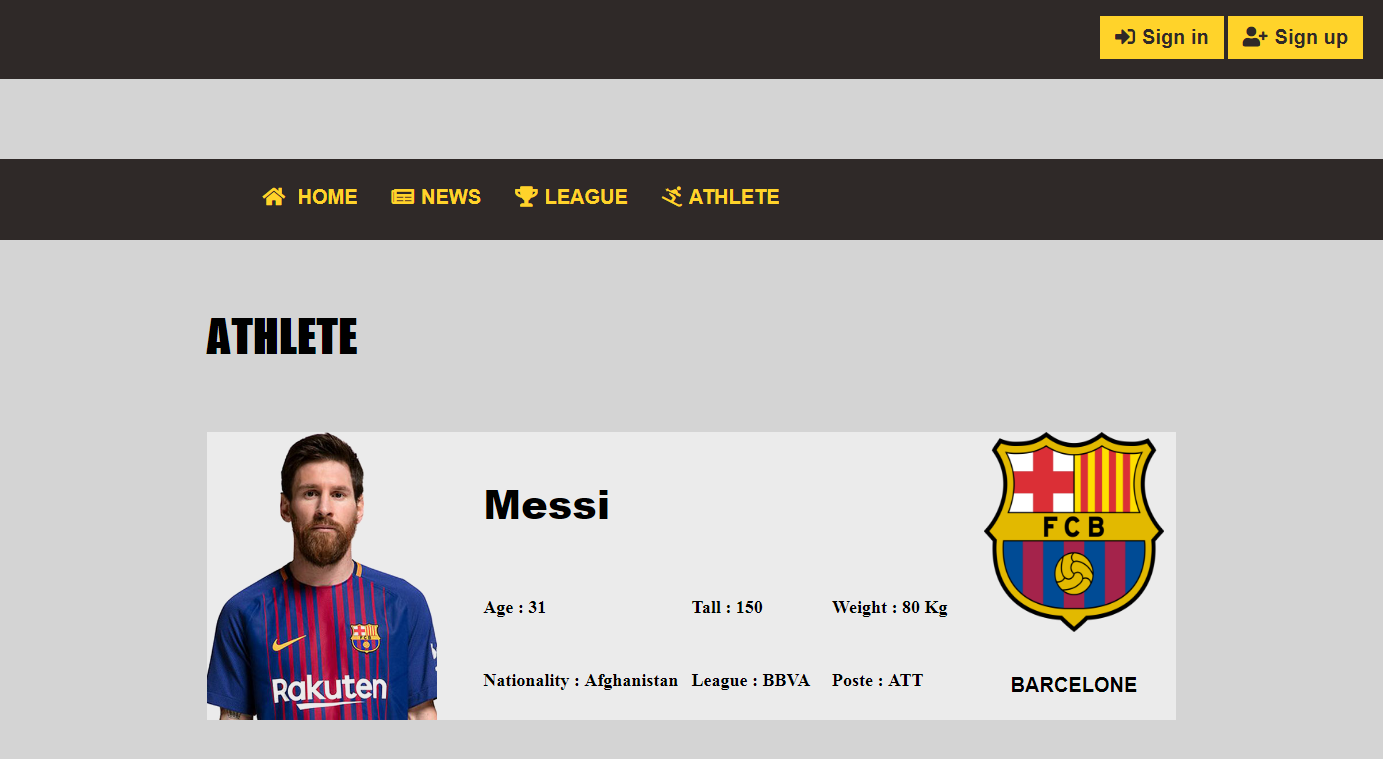 Sign in Sign up
HOME NEWS LEAGUE ATHLETE
ATHLETE
Messi
FCB
Age : 31 Tall : 150 Weight : 80 Kg
Rakuten
Nationality : Afghanistan League : BBVA Poste : ATT
BARCELONE